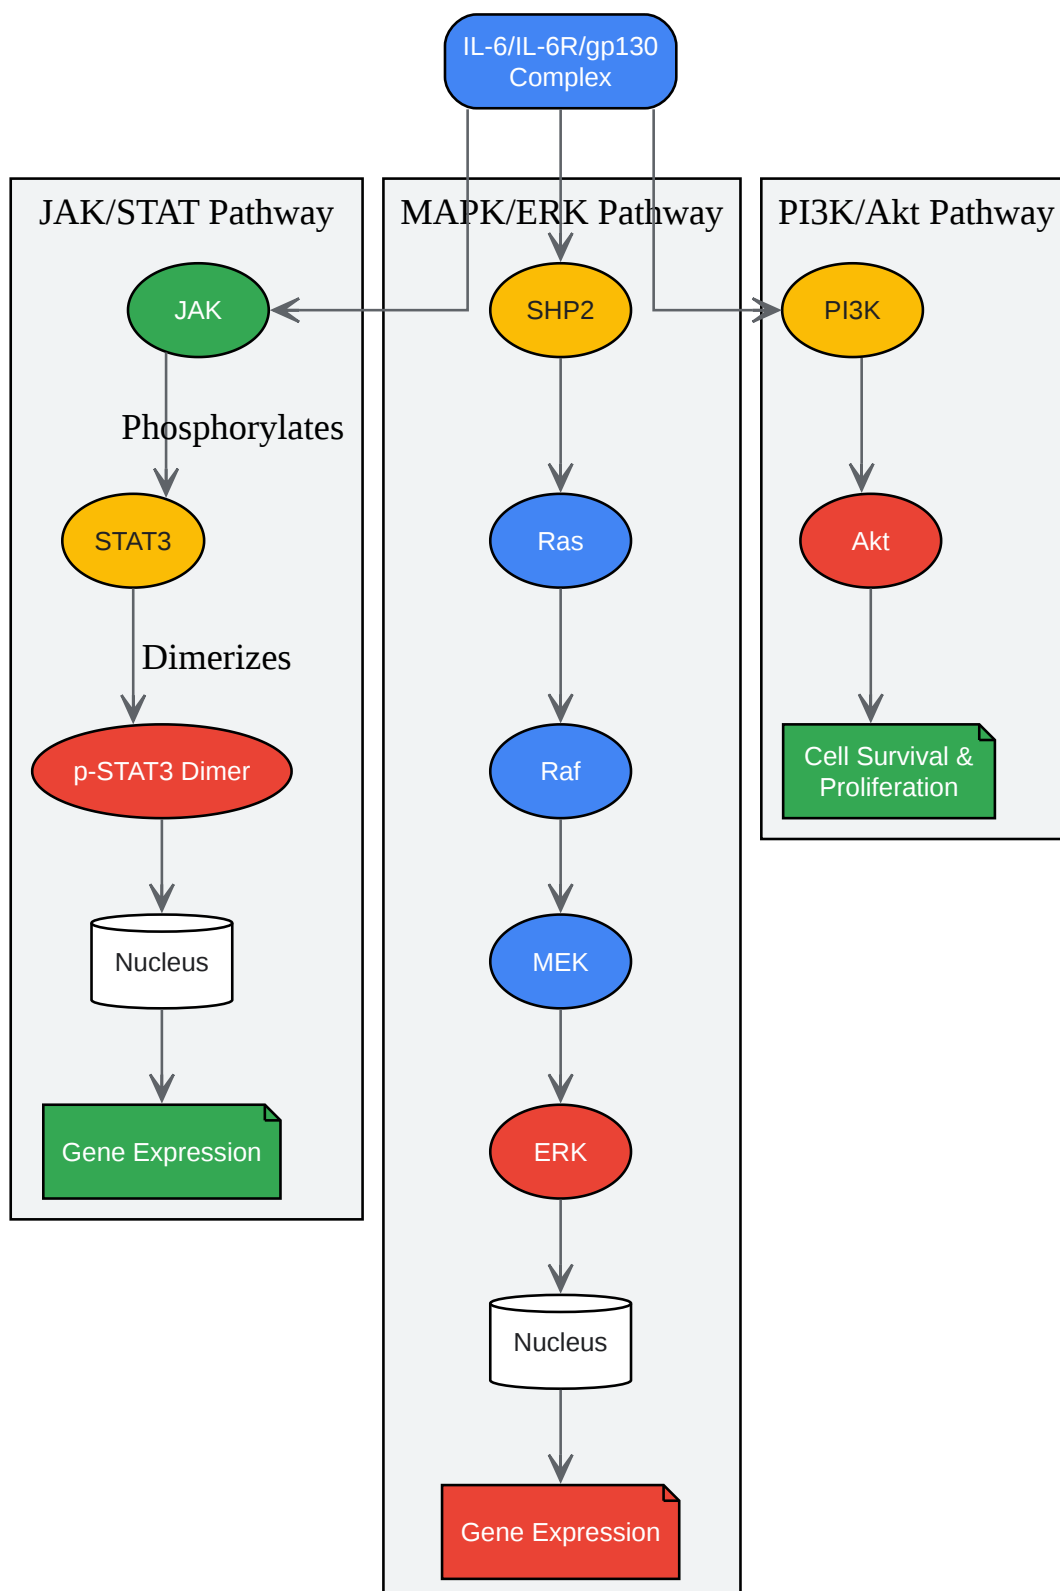 IL-6/IL-6R/gp130
Complex
JAK/STAT Pathway
JAK
Phosphorylates
STAT3
Dimerizes
p-STAT3 Dimer
Nucleus
Gene Expression
MAPK/ERK Pathway
SHP2
Ras
Raf
MEK
ERK
Nucleus
Gene Expression
PI3K/Akt Pathway
PI3K
Akt
Cell Survival &
Proliferation